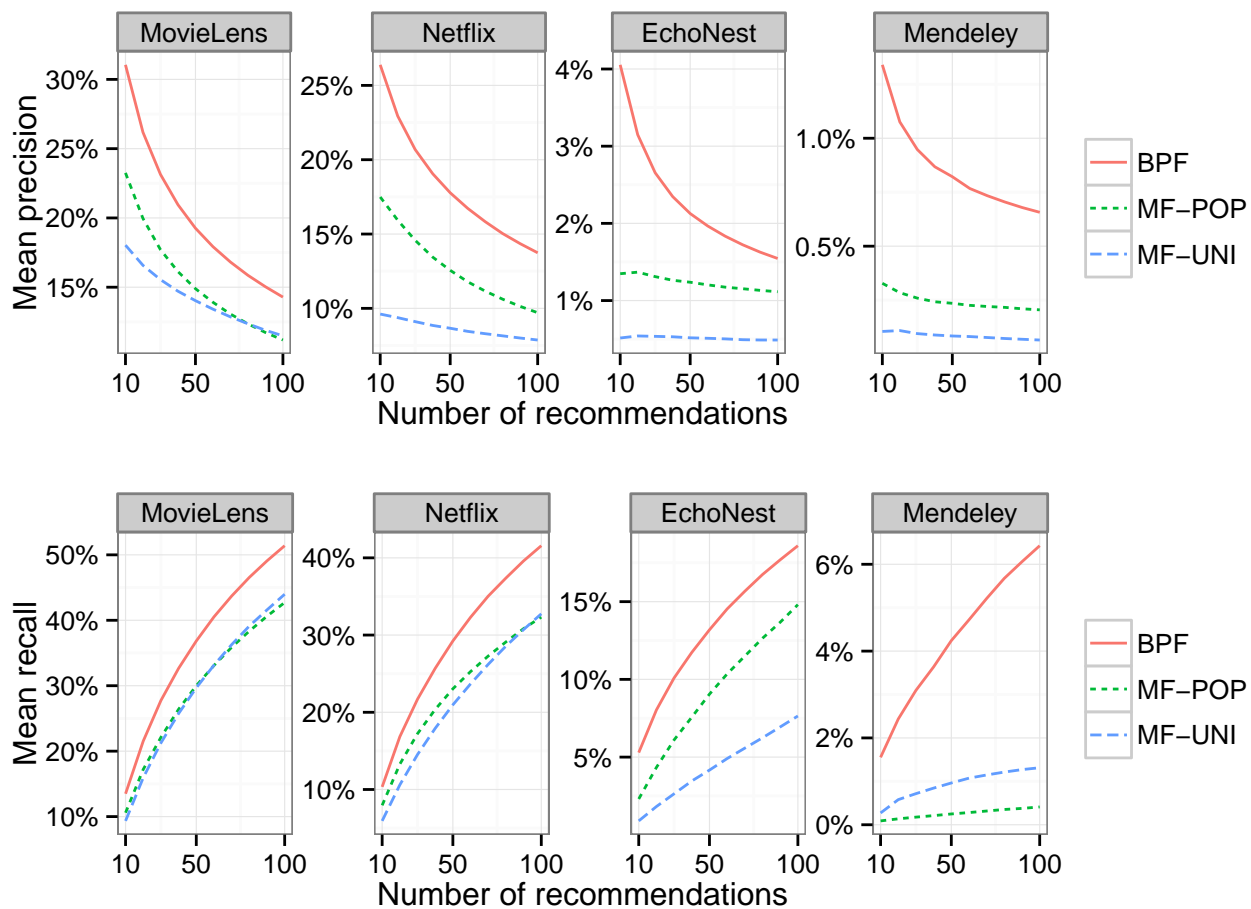 MovieLens Netflix EchoNest Mendeley
Mean precision
30%
25%
20%
15%
25%
20%
15%
10%
4%
3%
2%
1%
1.0%
0.5%
10 50 100 10 50 100 10 50 100 10 50 100
Number of recommendations
BPF
MF-POP
MF-UNI
MovieLens Netflix EchoNest Mendeley
Mean recall
50%
40%
30%
20%
10%
40%
30%
20%
10%
15%
10%
5%
6%
4%
2%
0%
10 50 100 10 50 100 10 50 100 10 50 100
Number of recommendations
BPF
MF-POP
MF-UNI